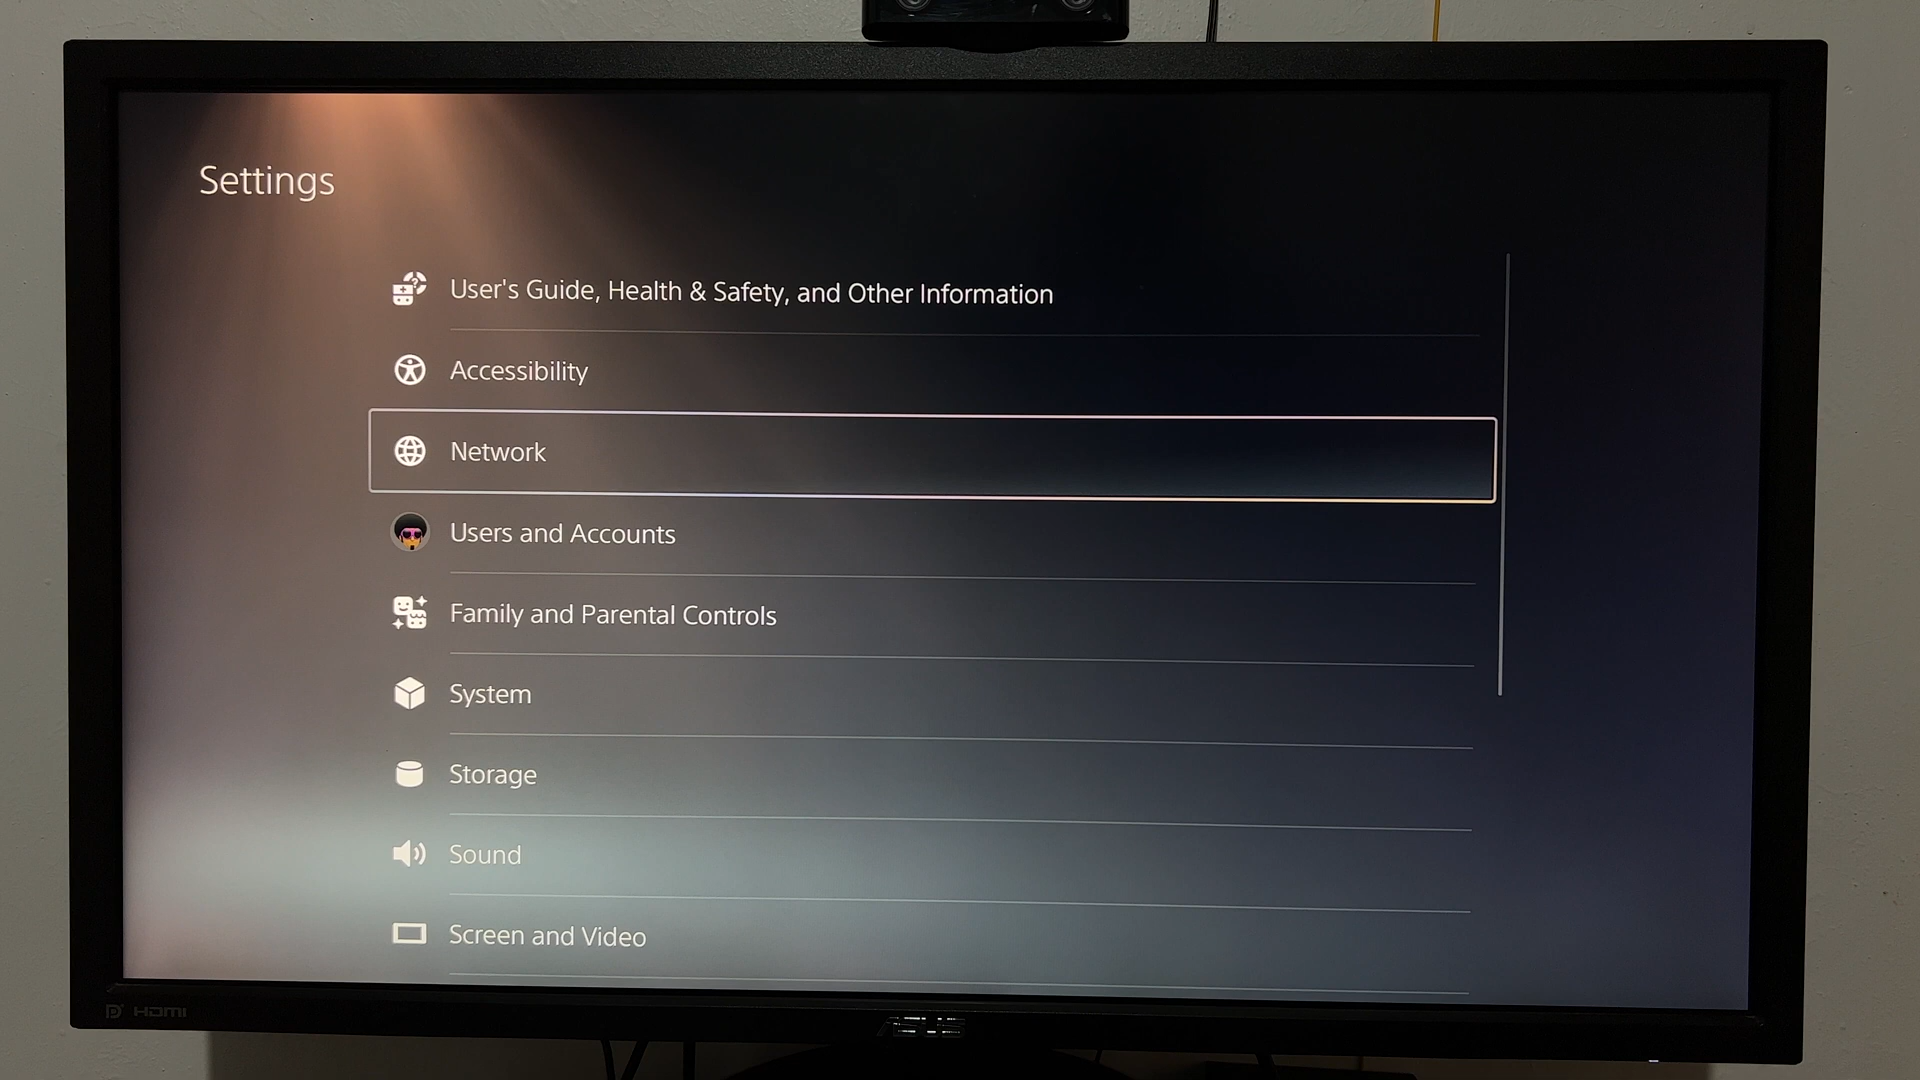 Settings
User's Guide, Health & Safety, and Other Information
Accessibility
Network
Users and Accounts
Family and Parental Controls
System
Storage
Sound
Screen and Video
HDMI
ASUS